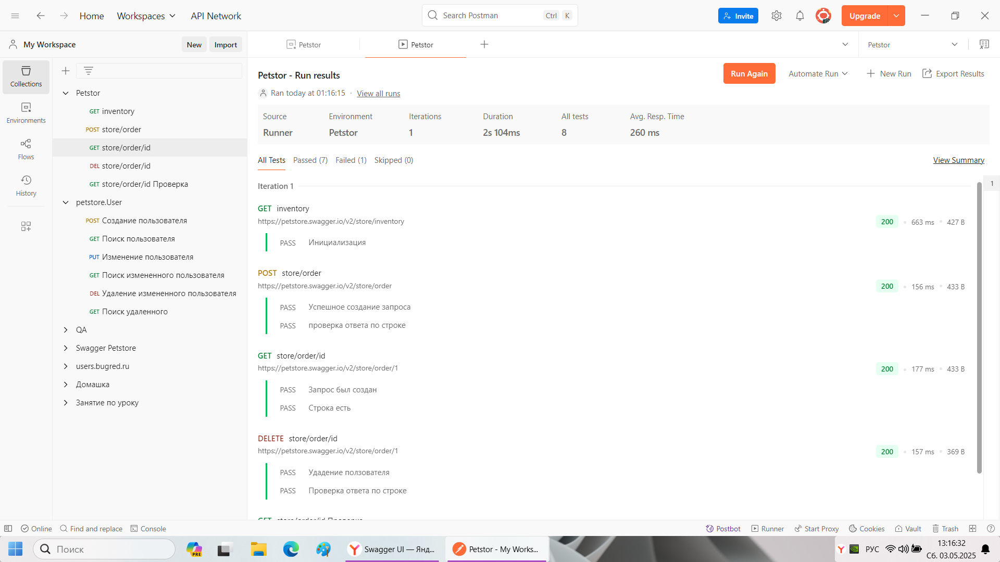 Home
Workspaces
API Network
Search Postman
Ctrl K
Invite
Upgrade
My Workspace
New
Import
Petstor
Petstor
Petstor
Collections
Environments
Flows
History
Petstor
GET inventory
POST store/order
GET store/order/id
DEL store/order/id
GET store/order/id Проверка
petstore.User
POST Создание пользователя
GET Поиск пользователя
PUT Изменение пользователя
GET Поиск измененного пользователя
DEL Удаление измененного пользователя
GET Поиск удаленного
QA
Swagger Petstore
users.bugred.ru
Домашка
Занятие по уроку
Petstor - Run results
Run Again
Automate Run
New Run
Export Results
Ran today at 01:16:15 · View all runs
Source Environment Iterations Duration All tests Avg. Resp. Time
Runner Petstor 1 2s 104ms 8 260 ms
All Tests Passed (7) Failed (1) Skipped (0)
View Summary
Iteration 1
1
GET inventory
https://petstore.swagger.io/v2/store/inventory
200 • 663 ms • 427 B
PASS Инициализация
POST store/order
https://petstore.swagger.io/v2/store/order
200 • 156 ms • 433 B
PASS Успешное создание запроса
PASS проверка ответа по строке
GET store/order/id
https://petstore.swagger.io/v2/store/order/1
200 • 177 ms • 433 B
PASS Запрос был создан
PASS Строка есть
DELETE store/order/id
https://petstore.swagger.io/v2/store/order/1
200 • 157 ms • 369 B
PASS Удадение ползователя
PASS Проверка ответа по строке
GET store/order/id Проверка
Online
Find and replace
Console
Postbot
Runner
Start Proxy
Cookies
Vault
Trash
Поиск
PRE
Swagger UI — Янд...
Petstor - My Works...
РУС
13:16:32
Сб. 03.05.2025